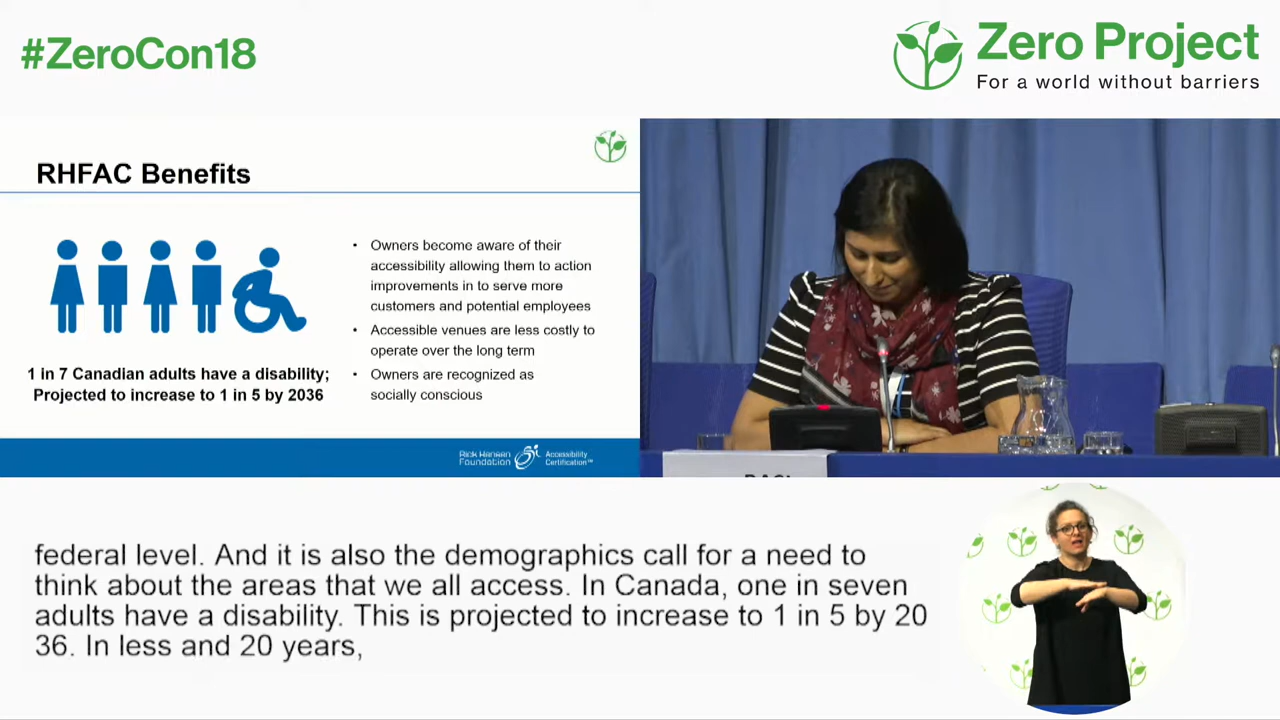 #ZeroCon18
Zero Project
For a world without barriers
RHFAC Benefits
1 in 7 Canadian adults have a disability;
Projected to increase to 1 in 5 by 2036
• Owners become aware of their
accessibility allowing them to action
improvements in to serve more
customers and potential employees
• Accessible venues are less costly to
operate over the long term
• Owners are recognized as
socially conscious
Rick Hansen
Foundation
Accessibility
Certification™
federal level. And it is also the demographics call for a need to
think about the areas that we all access. In Canada, one in seven
adults have a disability. This is projected to increase to 1 in 5 by 20
36. In less and 20 years,